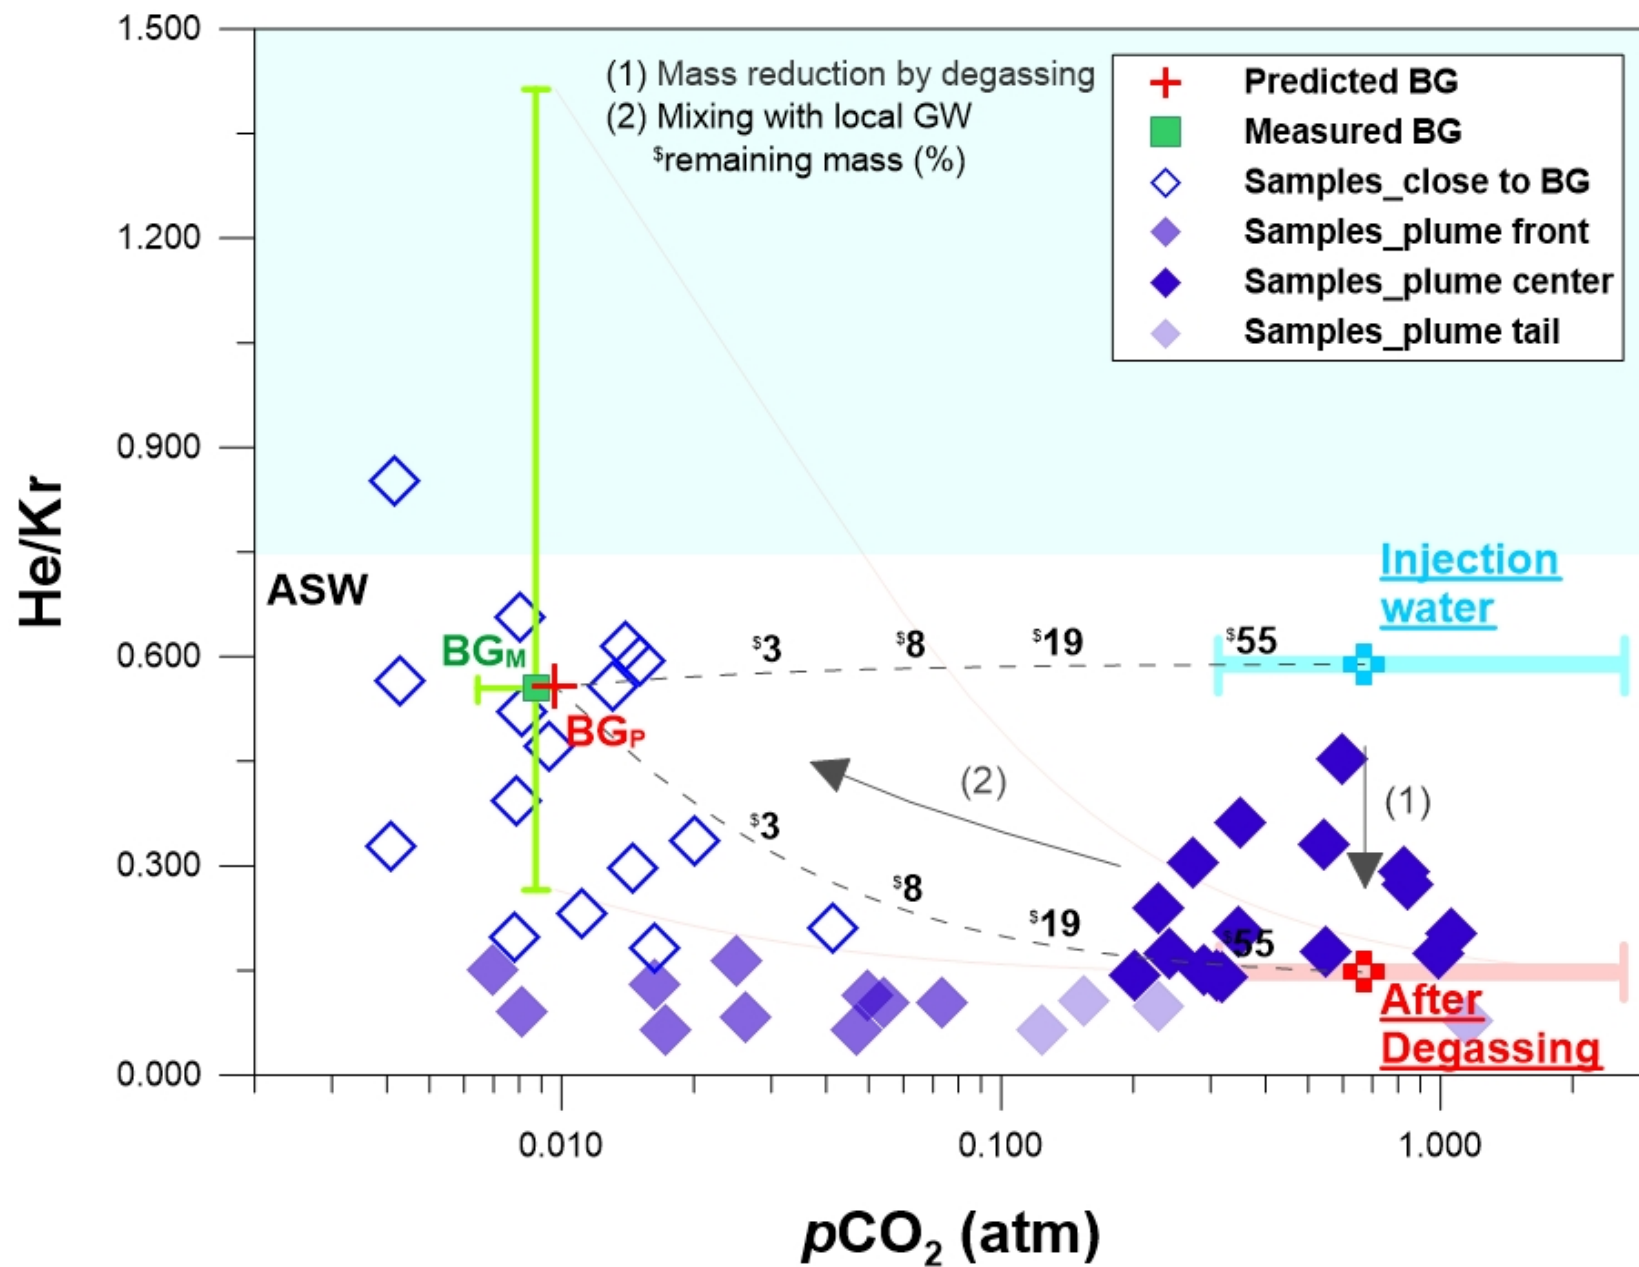 1.500
1.200
0.900
0.600
0.300
0.000
He/Kr
(1) Mass reduction by degassing
(2) Mixing with local GW
$remaining mass (%)
Predicted BG
Measured BG
Samples_close to BG
Samples_plume front
Samples_plume center
Samples_plume tail
ASW
Injection
water
BGM
$3
$8
$19
$55
BGP
(2)
(1)
$3
$8
$19
$55
After
Degassing
0.010
0.100
1.000
pCO2 (atm)